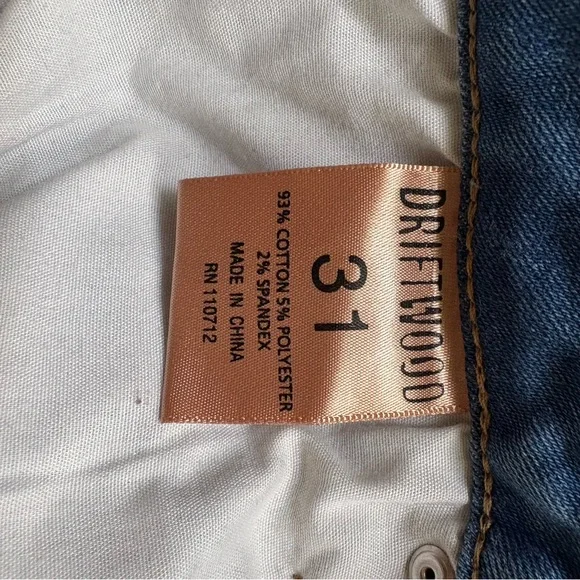 DRIFTWOOD
31
93% COTTON 5% POLYESTER
2% SPANDEX
MADE IN CHINA
RN 110712